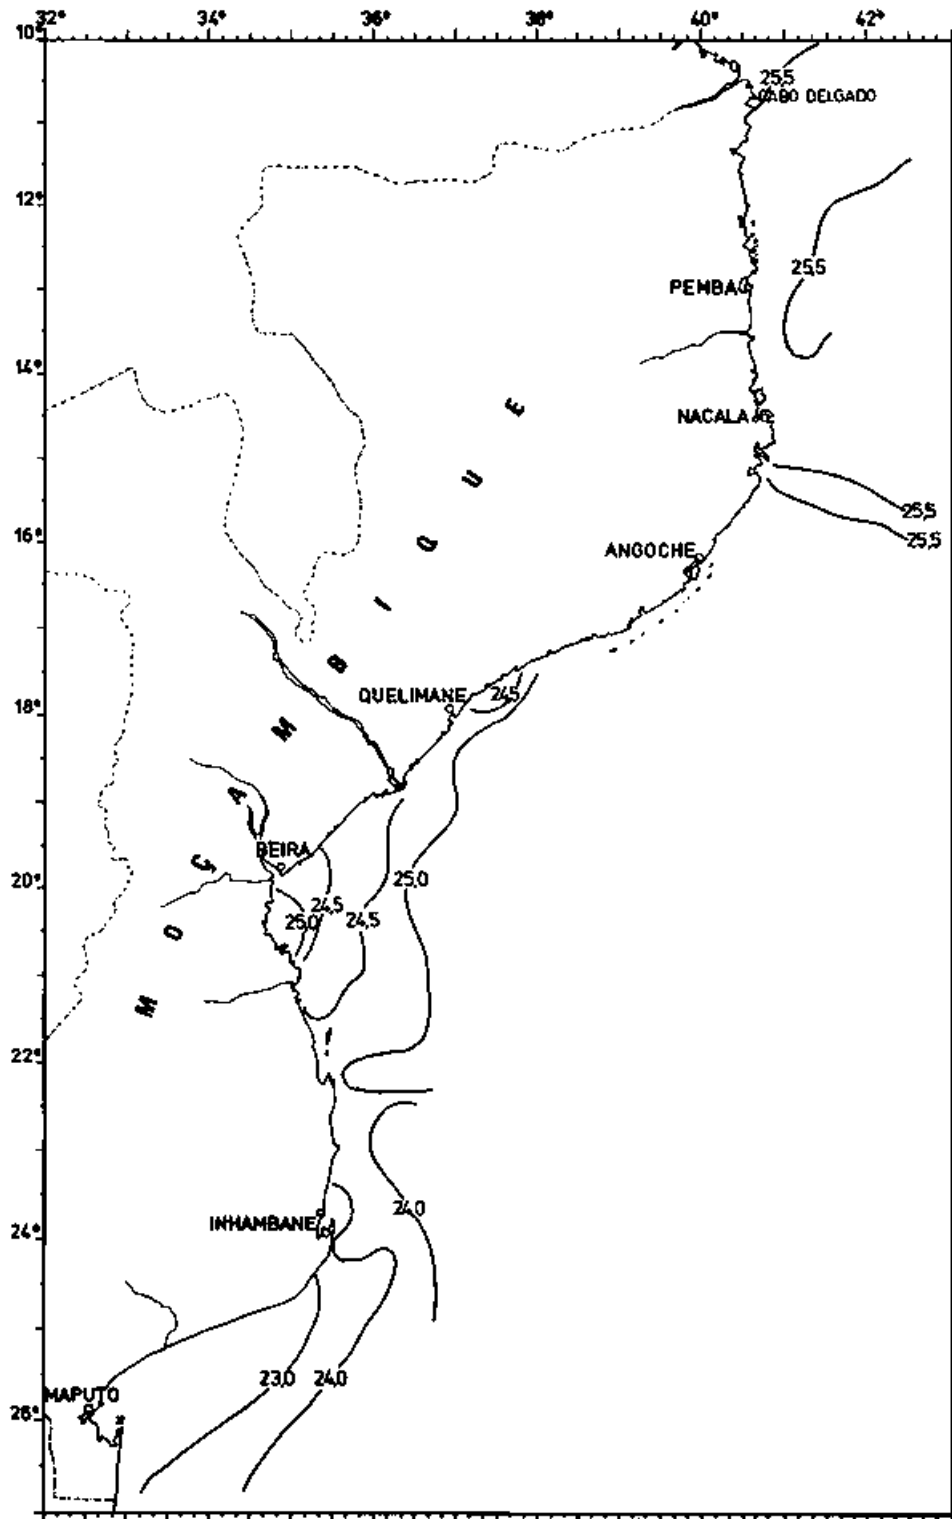 32° 34° 36° 38° 40° 42°
10°
25,5
CABO DELGADO
12°
25,5
PEMBA
14°
NACALA
25,5
25,5
16°
ANGOCHE
QUELIMANE
24,5
18°
BEIRA
20°
25,0
24,5
25,0
24,5
22°
24,0
INHAMBANE
24°
23,0
24,0
MAPUTO
26°
MOÇAMBIQUE